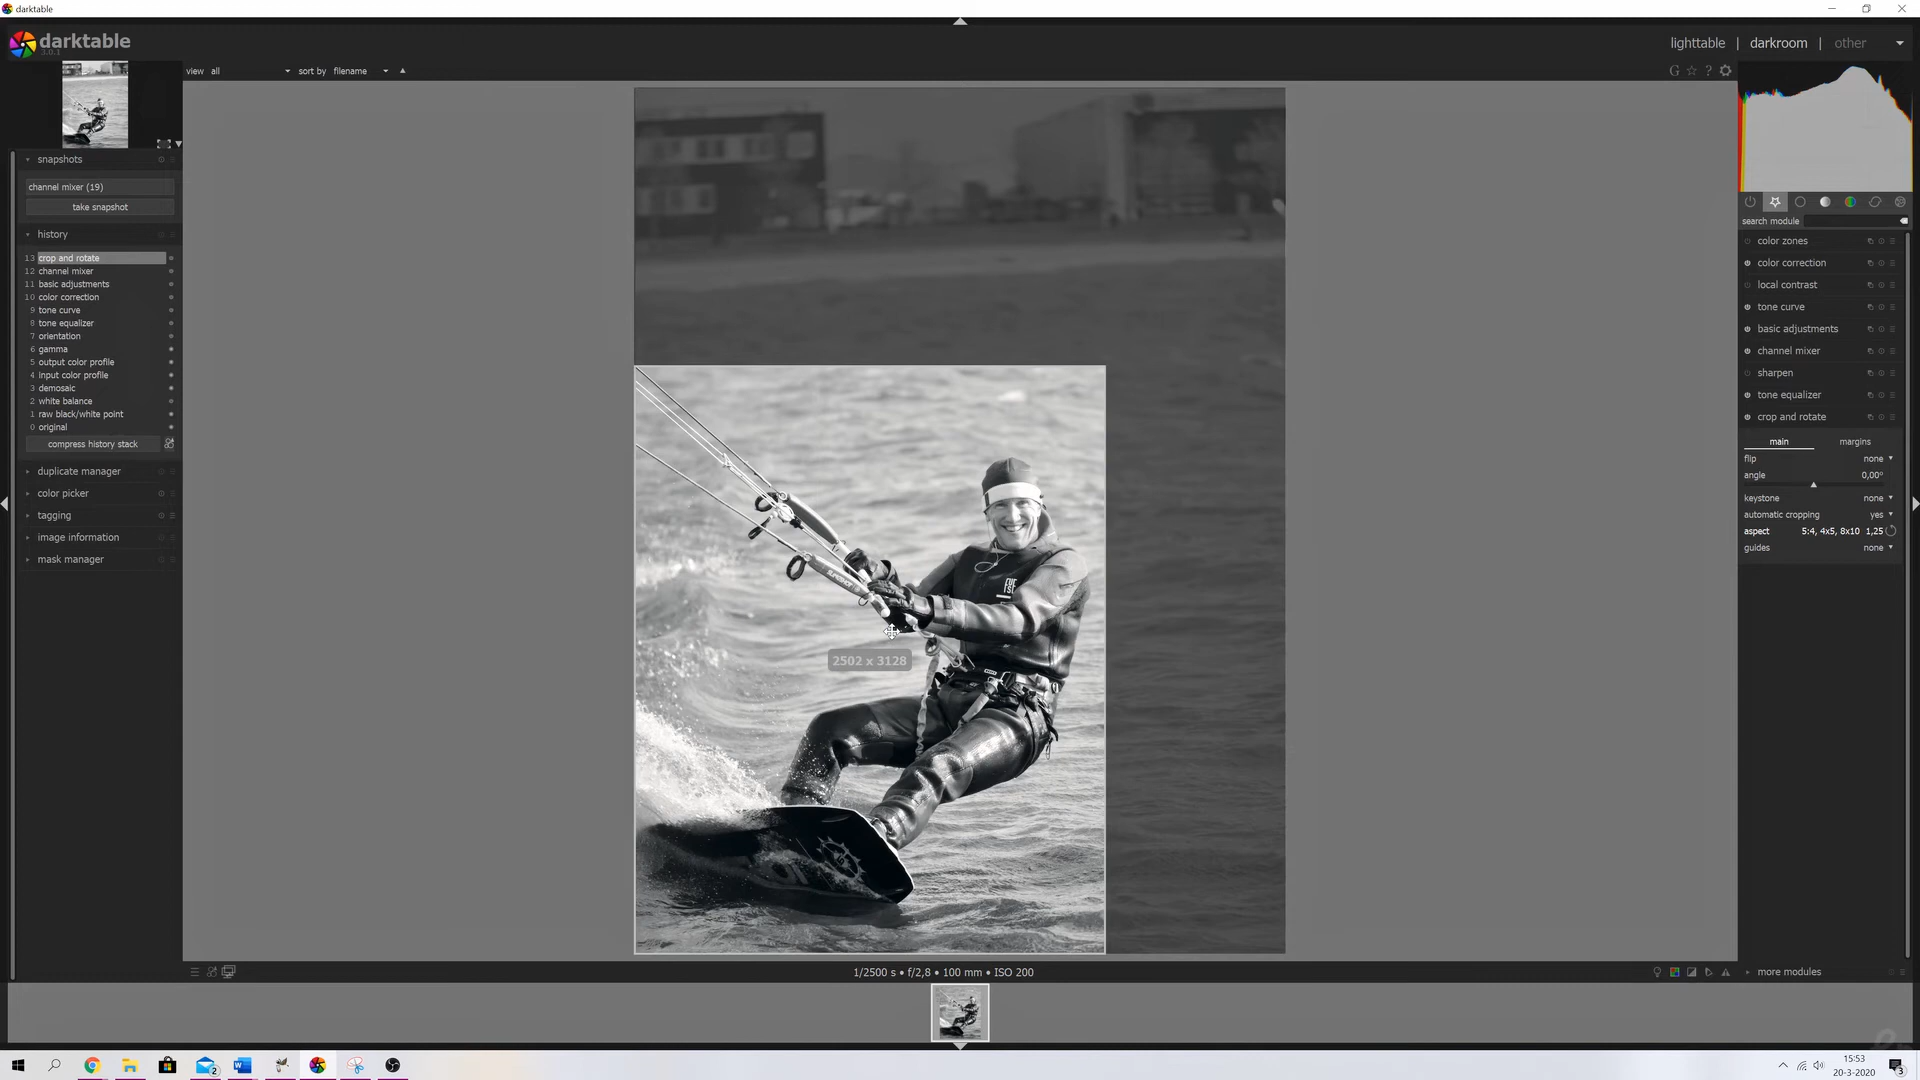 darktable
darktable
3.0.1
lighttable | darkroom | other
view all sort by filename
G ☆ ?
snapshots
channel mixer (19)
take snapshot
history
13 crop and rotate
12 channel mixer
11 basic adjustments
10 color correction
9 tone curve
8 tone equalizer
7 orientation
6 gamma
5 output color profile
4 input color profile
3 demosaic
2 white balance
1 raw black/white point
0 original
compress history stack
duplicate manager
color picker
tagging
image information
mask manager
2502 x 3128
search module
color zones
color correction
local contrast
tone curve
basic adjustments
channel mixer
sharpen
tone equalizer
crop and rotate
main margins
flip none
angle 0,00°
keystone none
automatic cropping yes
aspect 5:4, 4x5, 8x10 1,25
guides none
1/2500 s • f/2,8 • 100 mm • ISO 200
more modules
2
15:53
20-3-2020
3